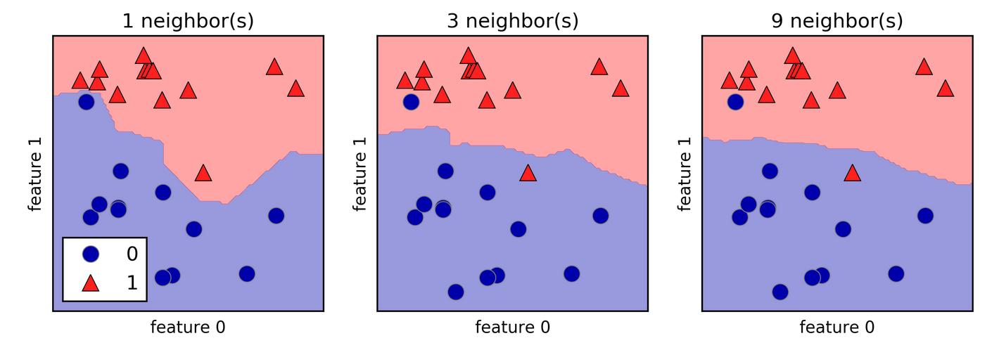 1 neighbor(s)
3 neighbor(s)
9 neighbor(s)
feature 1
0
1
feature 0
feature 1
feature 0
feature 1
feature 0